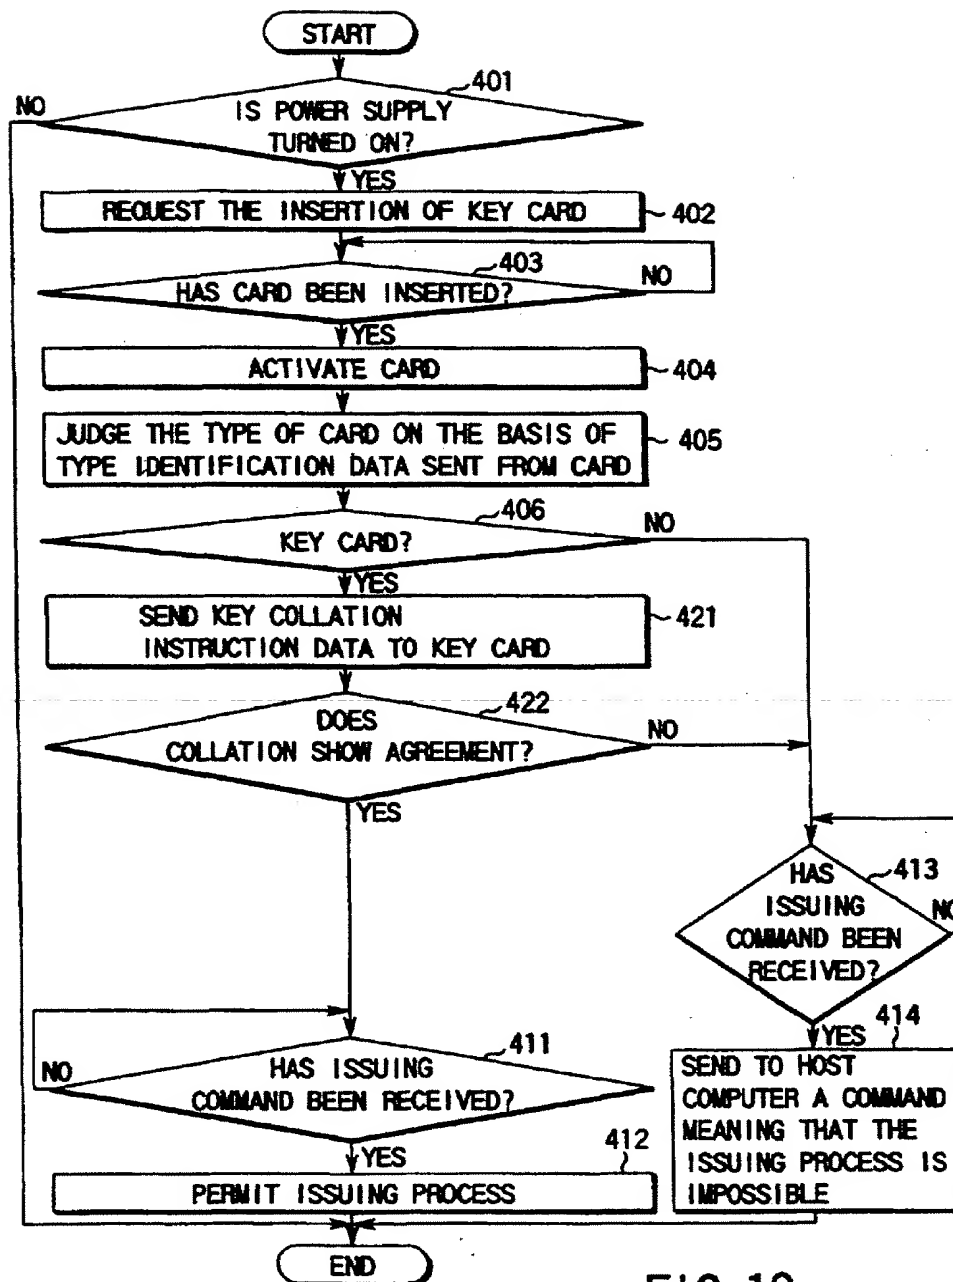 START
401
NO
IS POWER SUPPLY
TURNED ON?
YES
REQUEST THE INSERTION OF KEY CARD
402
403
HAS CARD BEEN INSERTED?
NO
YES
ACTIVATE CARD
404
JUDGE THE TYPE OF CARD ON THE BASIS OF
TYPE IDENTIFICATION DATA SENT FROM CARD
405
406
KEY CARD?
NO
YES
SEND KEY COLLATION
INSTRUCTION DATA TO KEY CARD
421
422
DOES
COLLATION SHOW AGREEMENT?
NO
YES
413
HAS
ISSUING
COMMAND BEEN
RECEIVED?
NO
YES
414
SEND TO HOST
COMPUTER A COMMAND
MEANING THAT THE
ISSUING PROCESS IS
IMPOSSIBLE
411
HAS ISSUING
COMMAND BEEN RECEIVED?
NO
YES
412
PERMIT ISSUING PROCESS
END